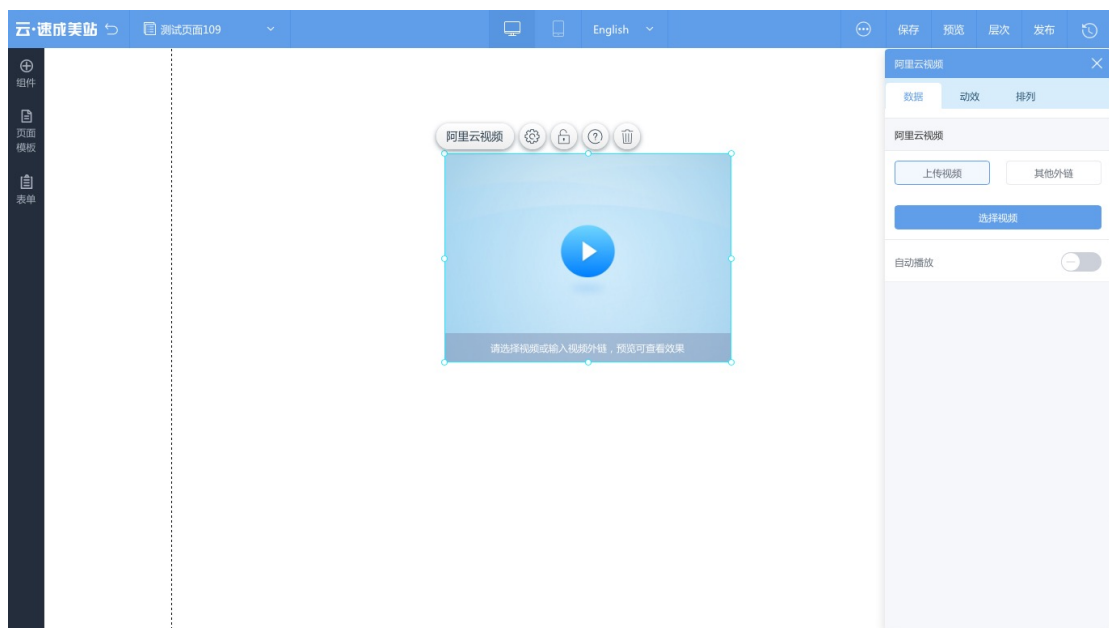 云·速成美站
测试页面109
English
保存
预览
层次
发布
组件
页面
模板
表单
阿里云视频
请选择视频或输入视频外链，预览可查看效果
阿里云视频
数据
动效
排列
阿里云视频
上传视频
其他外链
选择视频
自动播放